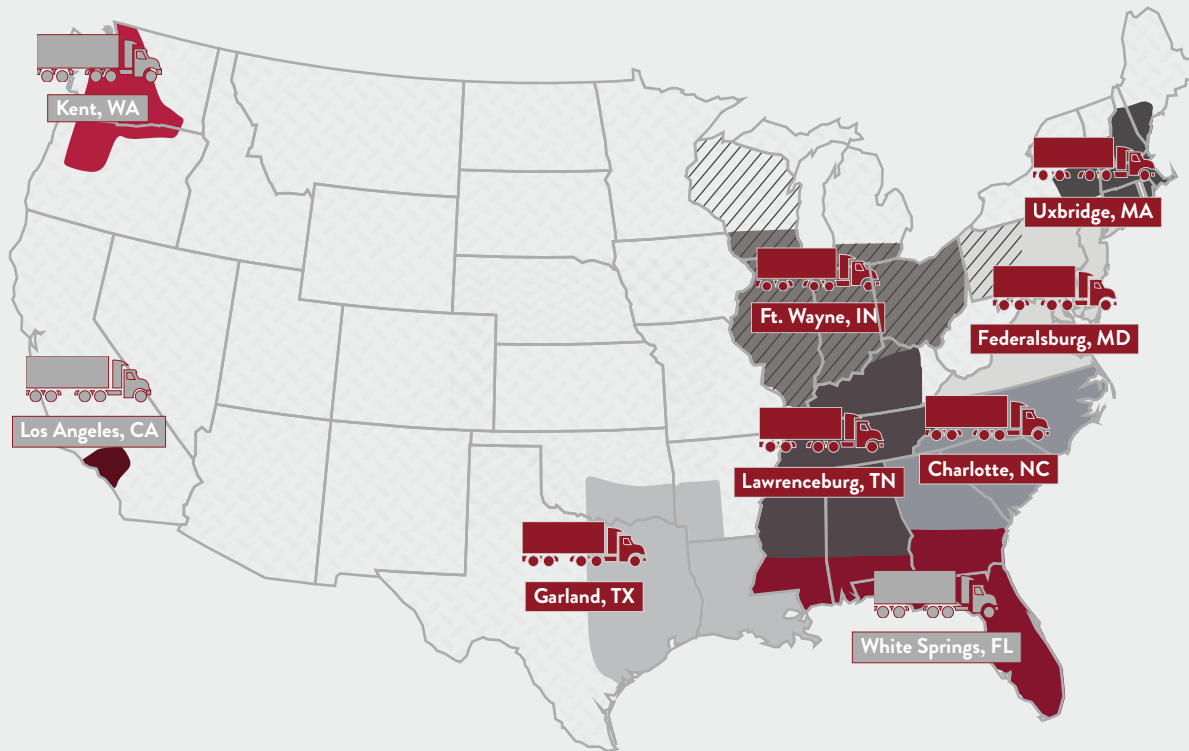 Kent, WA
Uxbridge, MA
Ft. Wayne, IN
Federalsburg, MD
Los Angeles, CA
Charlotte, NC
Lawrenceburg, TN
Garland, TX
White Springs, FL